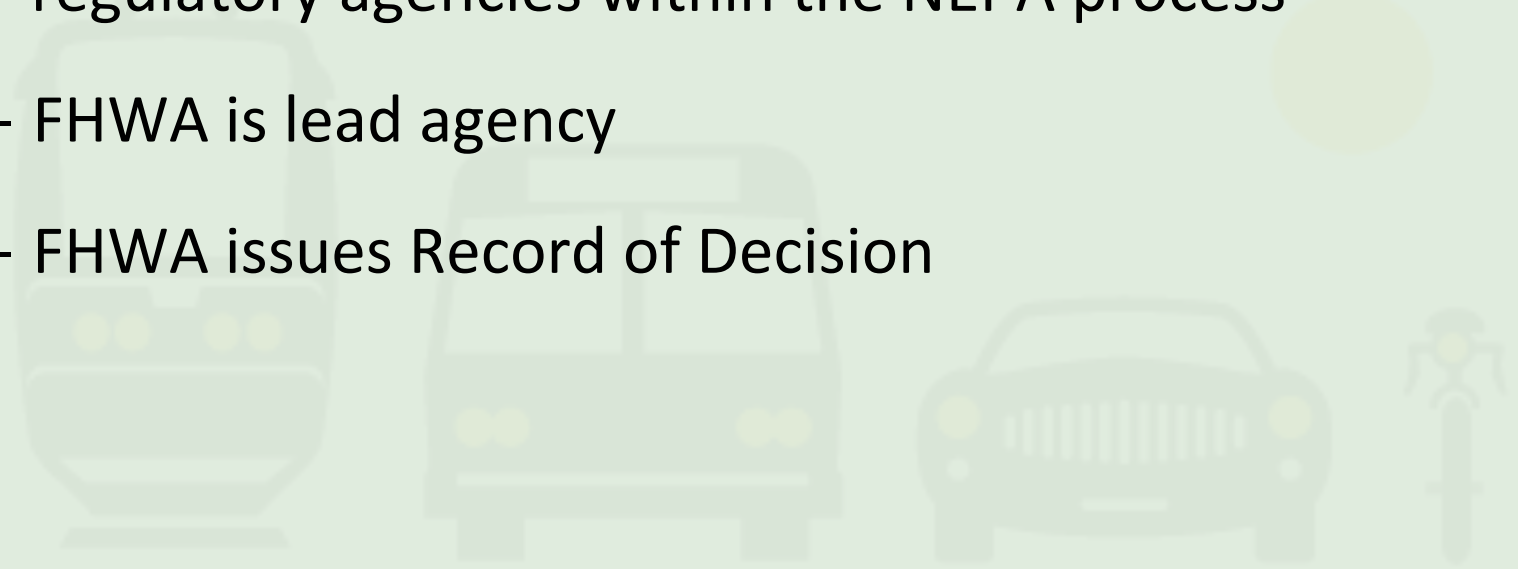 regulatory agencies within the NEPA process
- FHWA is lead agency
- FHWA issues Record of Decision